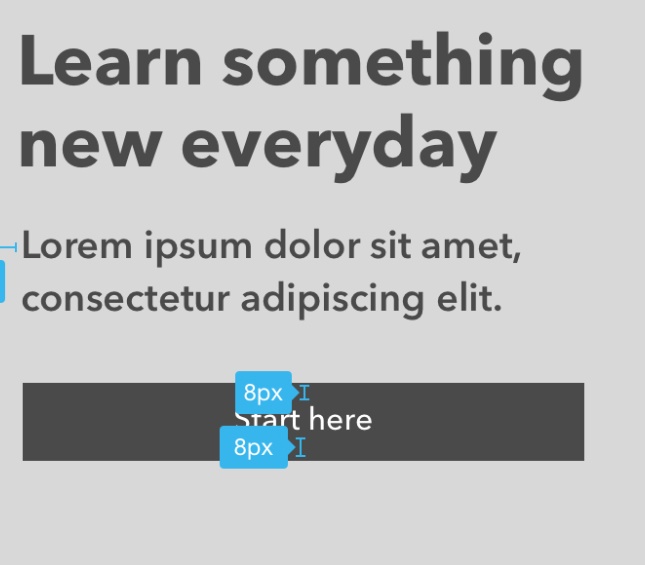 Learn something
new everyday
Lorem ipsum dolor sit amet,
consectetur adipiscing elit.
8px
Start here
8px